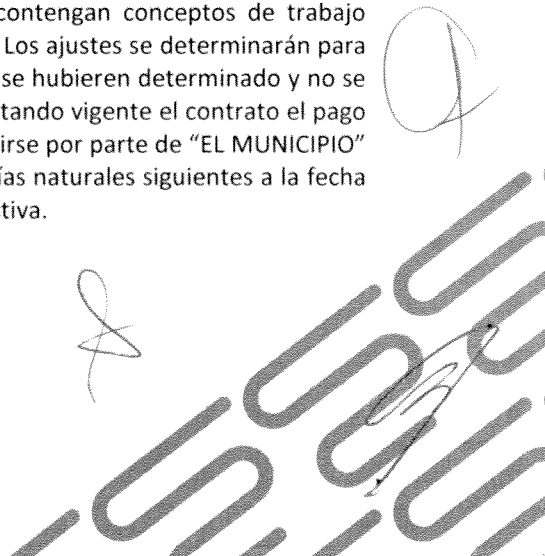 contengan conceptos de trabajo
Los ajustes se determinarán para
se hubieren determinado y no se
tando vigente el contrato el pago
irse por parte de “EL MUNICIPIO”
ías naturales siguientes a la fecha
tiva.